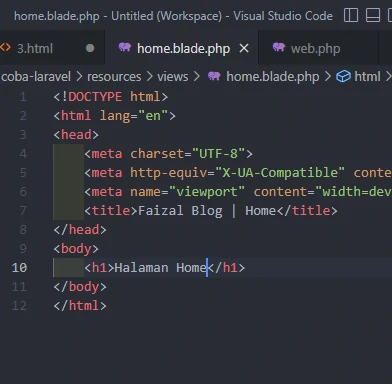 home.blade.php - Untitled (Workspace) - Visual Studio Code
3.html home.blade.php web.php
coba-laravel > resources > views > home.blade.php > html
1 <!DOCTYPE html>
2 <html lang="en">
3 <head>
4 <meta charset="UTF-8">
5 <meta http-equiv="X-UA-Compatible" conte
6 <meta name="viewport" content="width=dev
7 <title>Faizal Blog | Home</title>
8 </head>
9 <body>
10 <h1>Halaman Home</h1>
11 </body>
12 </html>